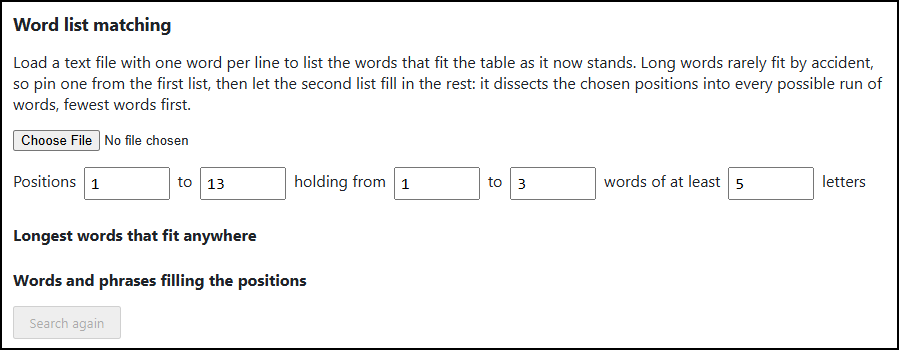 Word list matching
Load a text file with one word per line to list the words that fit the table as it now stands. Long words rarely fit by accident,
so pin one from the first list, then let the second list fill in the rest: it dissects the chosen positions into every possible run of
words, fewest words first.
Choose File No file chosen
Positions 1 to 13 holding from 1 to 3 words of at least 5 letters
Longest words that fit anywhere
Words and phrases filling the positions
Search again